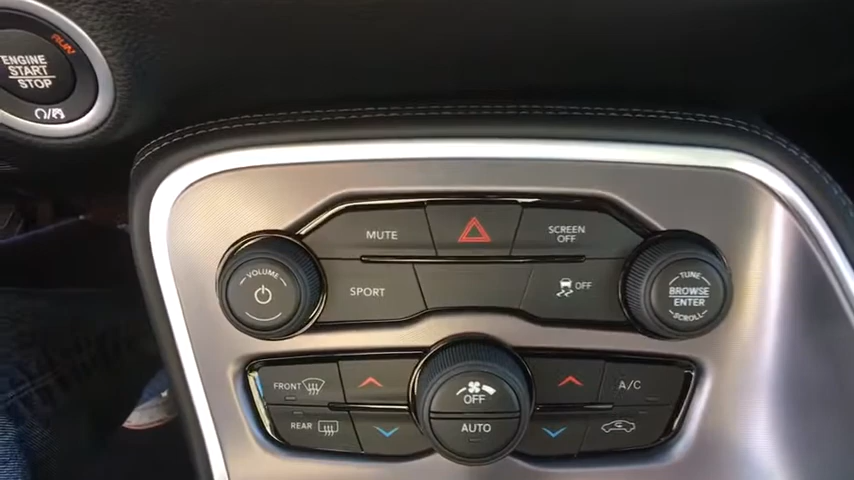 RUN
ENGINE
START
STOP
MUTE
SCREEN
OFF
VOLUME
SPORT
OFF
TUNE
BROWSE
ENTER
SCROLL
FRONT
OFF
A/C
REAR
AUTO